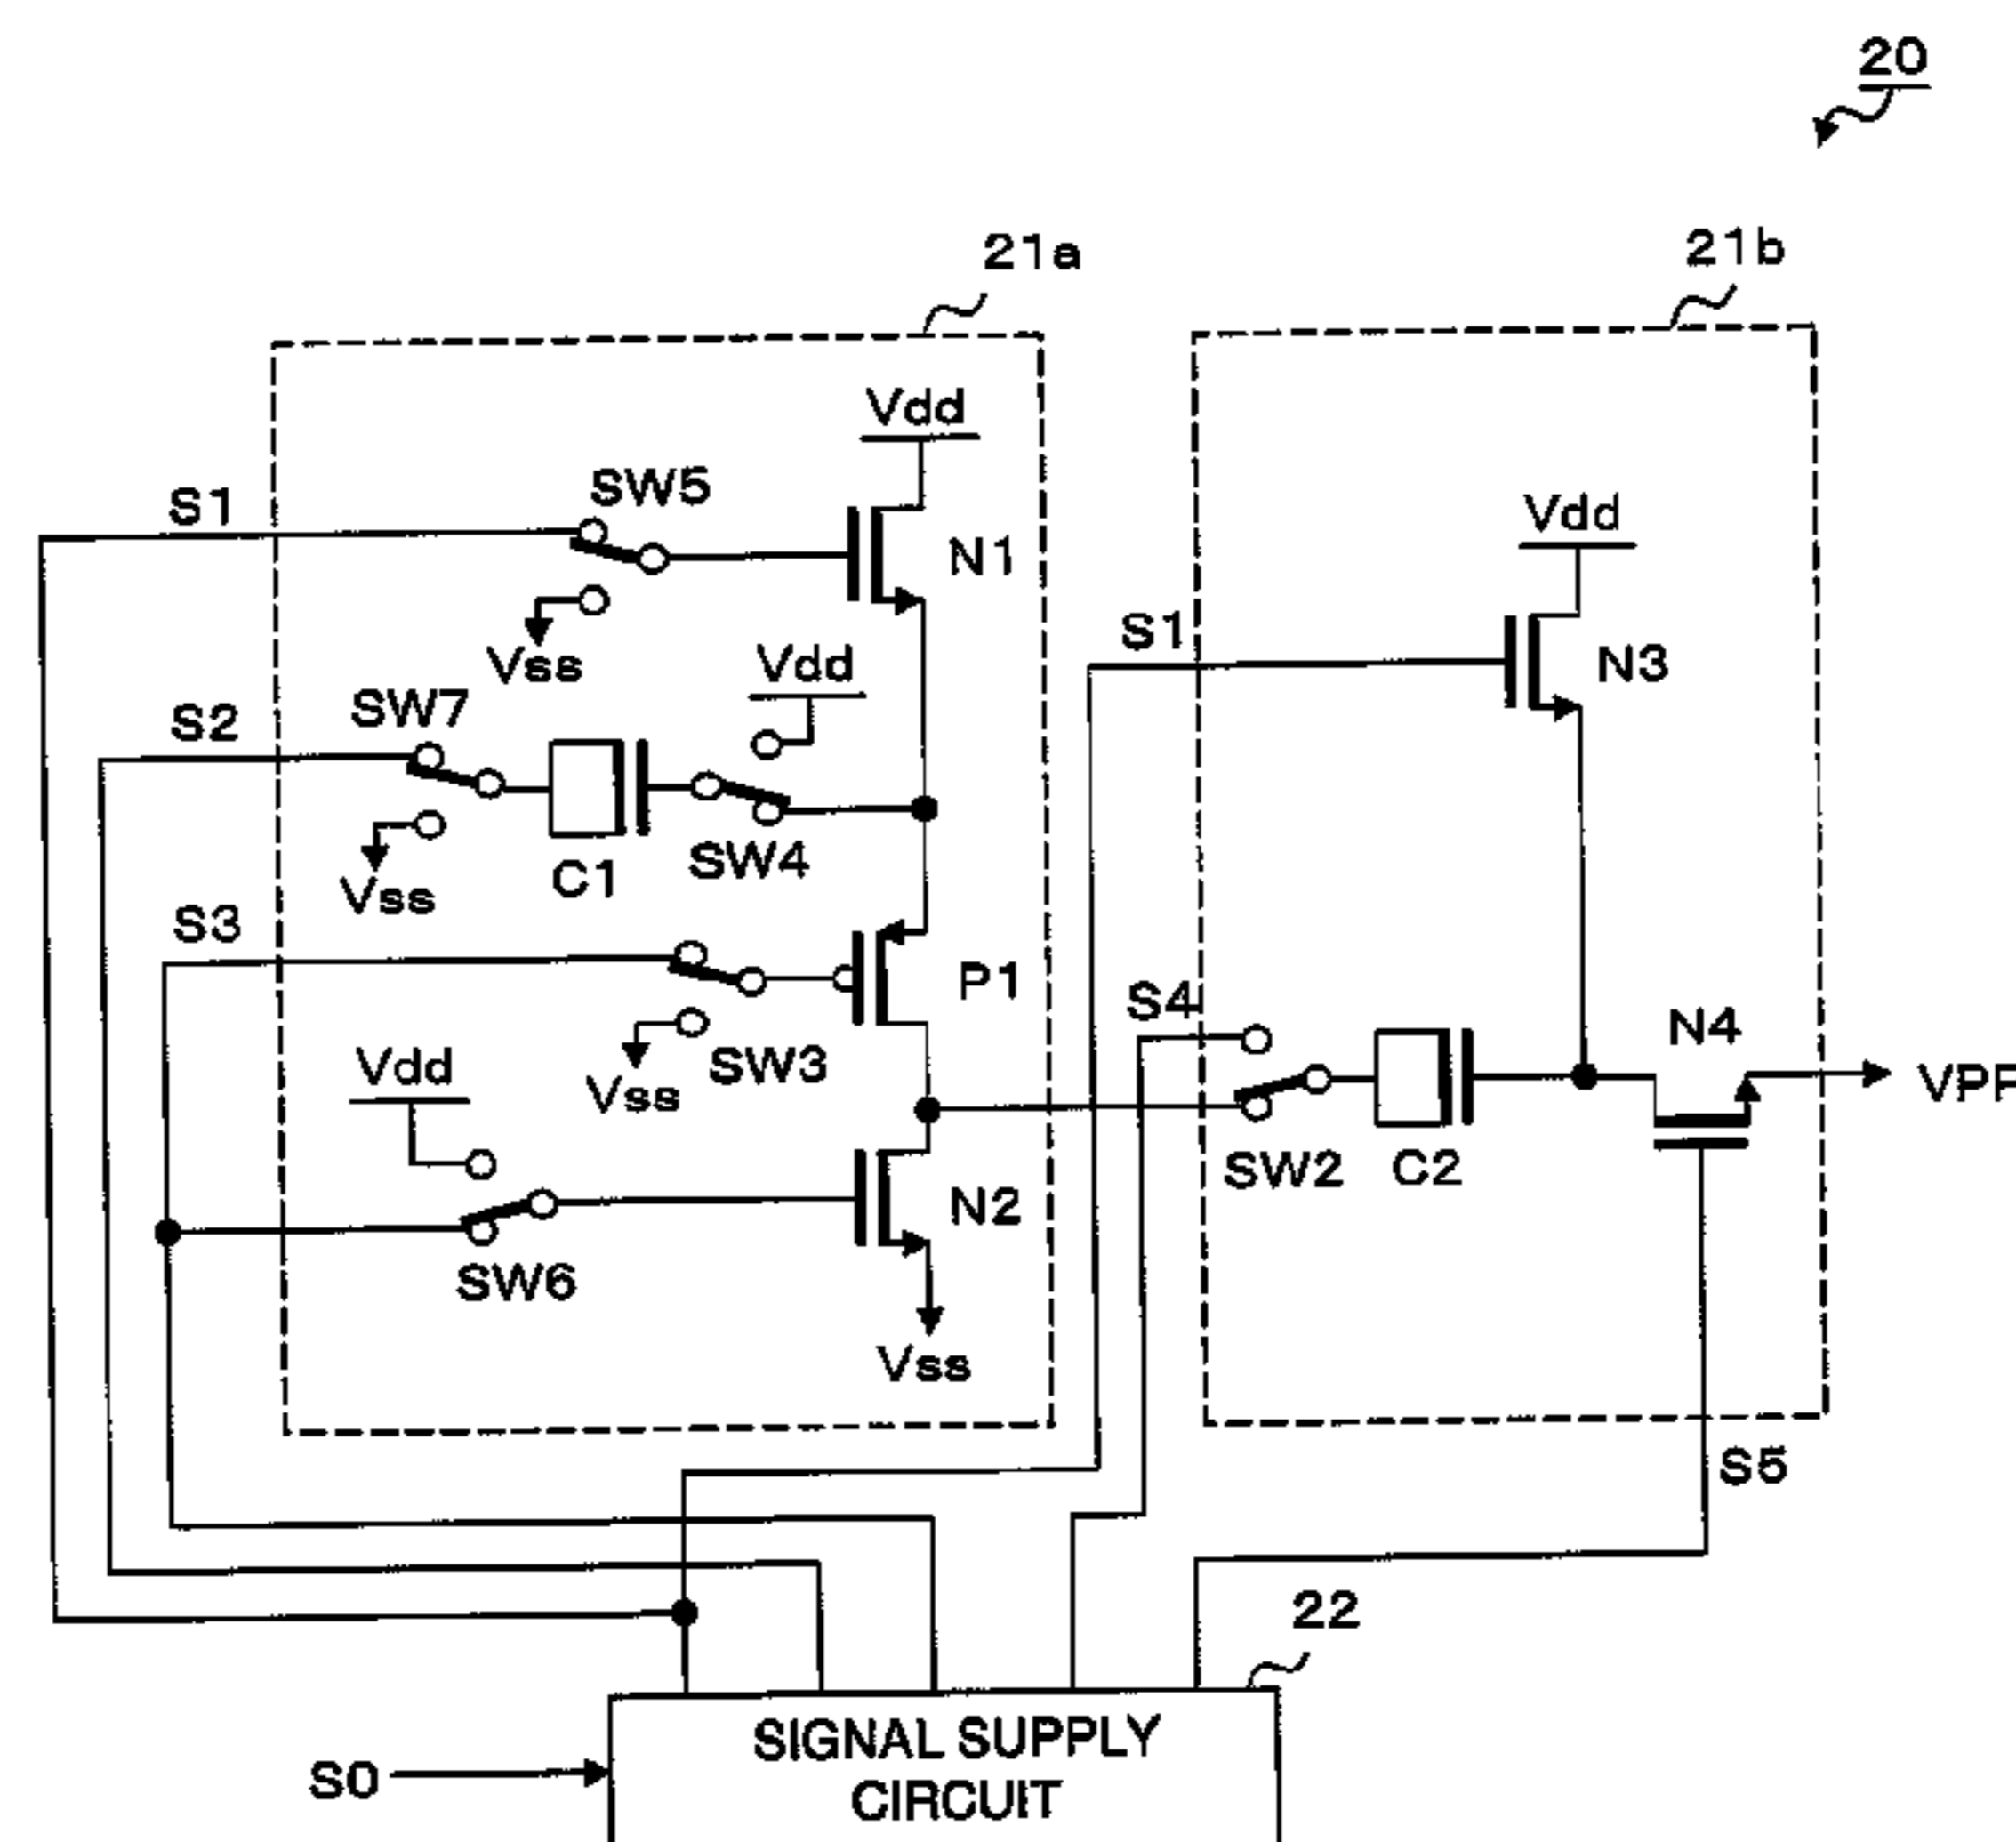 20
21a
21b
Vdd
SW5
S1
N1
Vdd
Vss
Vdd
S1
N3
SW7
S2
C1
SW4
Vss
S3
P1
S4
N4
Vdd
SW3
Vss
VPP
SW2
C2
N2
SW6
Vss
S5
22
SIGNAL SUPPLY
CIRCUIT
S0